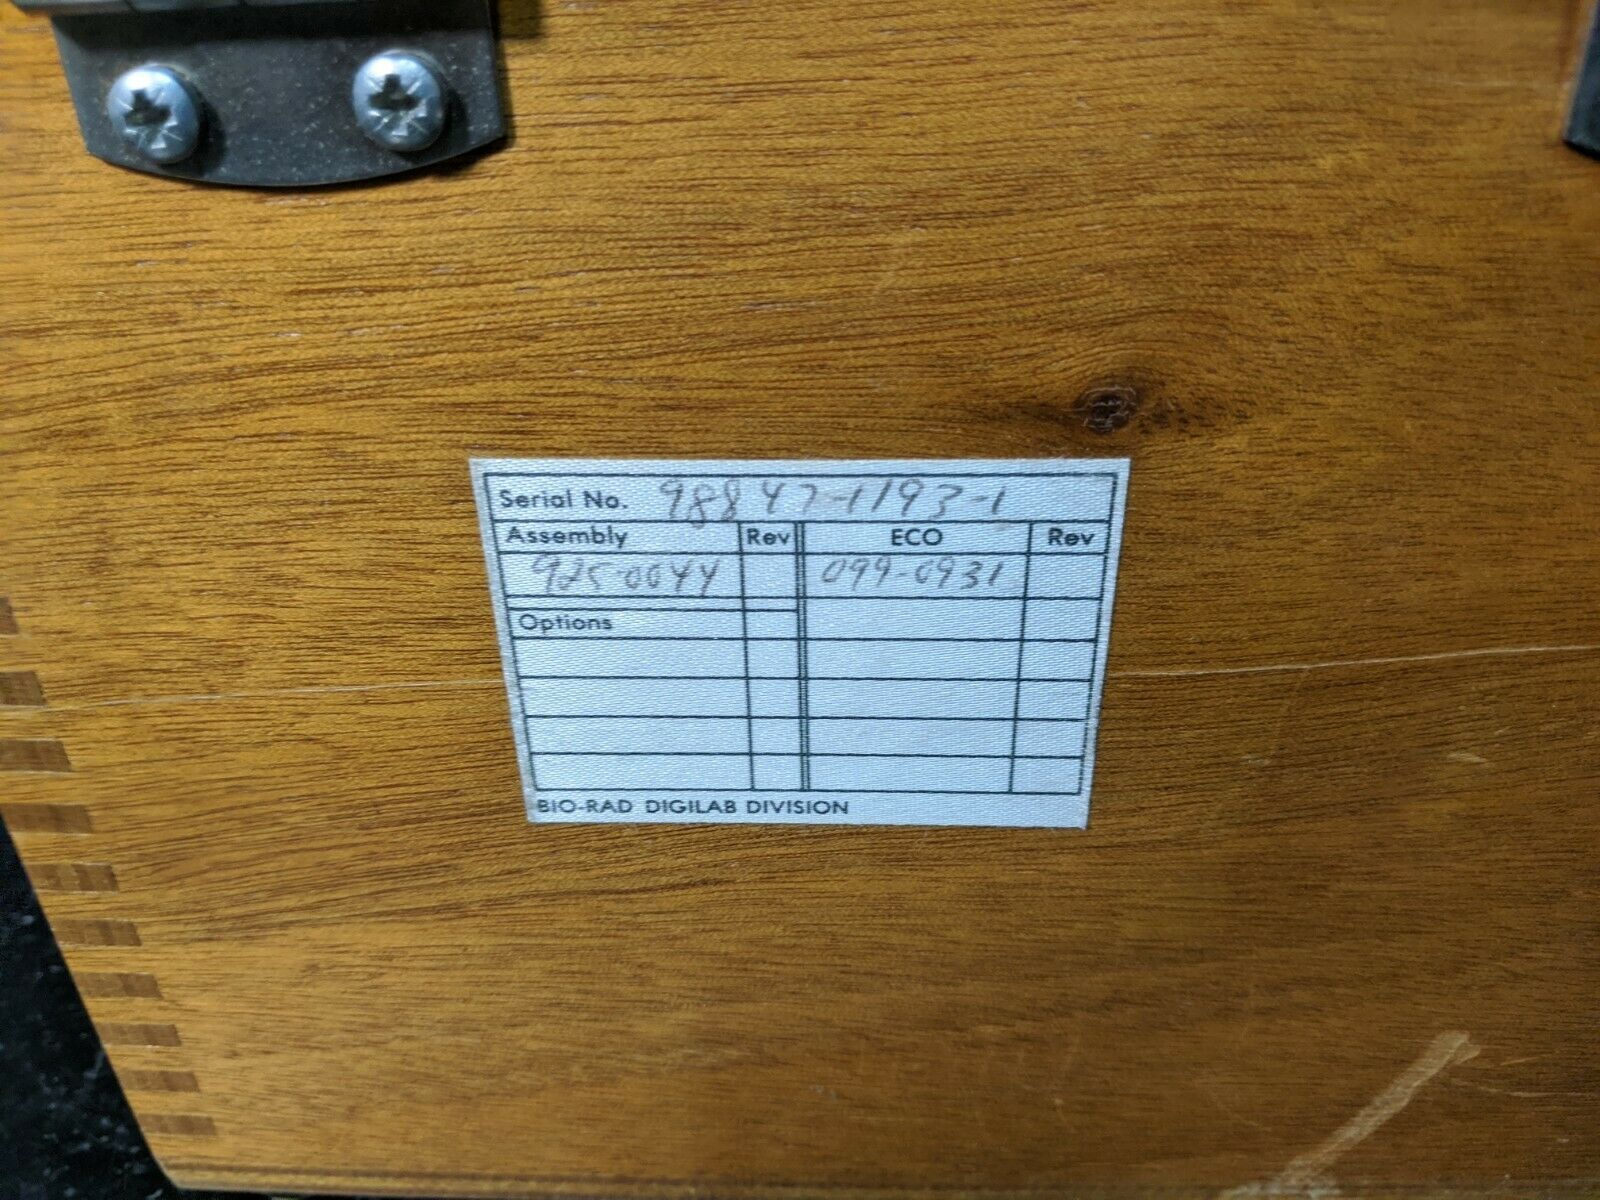 Serial No. 98847-1193-1
Assembly Rev ECO Rev
925-0044 099-0931
Options
BIO-RAD DIGILAB DIVISION